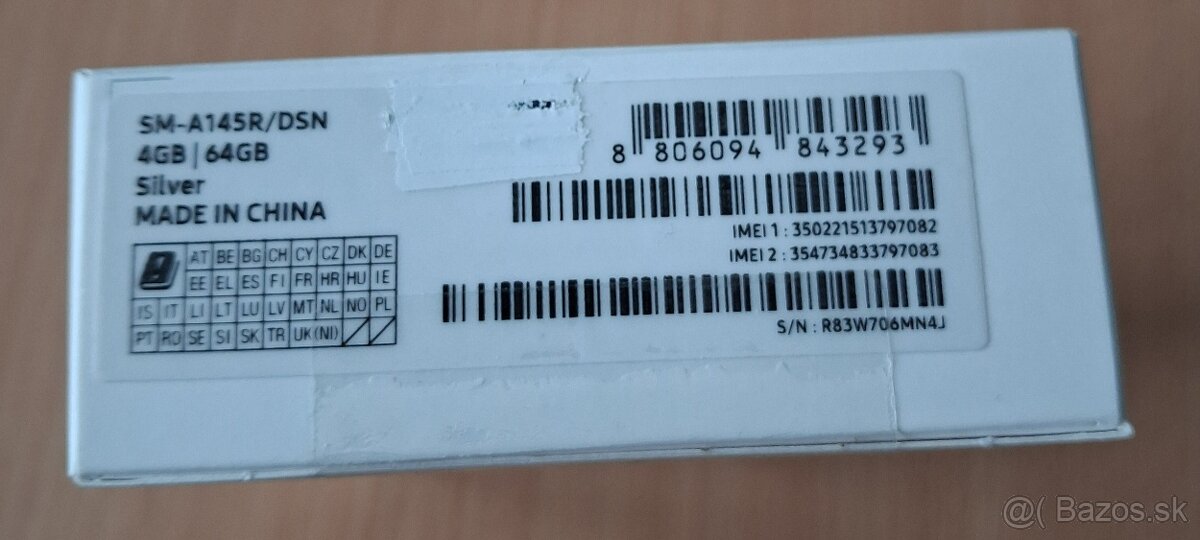 SM-A145R/DSN
4GB | 64GB
Silver
MADE IN CHINA
AT BE BG CH CY CZ DK DE
EE EL ES FI FR HR HU IE
IS IT LI LT LU LV MT NL NO PL
PT RO SE SI SK TR UK(NI)
8 806094 843293
IMEI 1 : 350221513797082
IMEI 2 : 354734833797083
S/N : R83W706MN4J
@( Bazos.sk